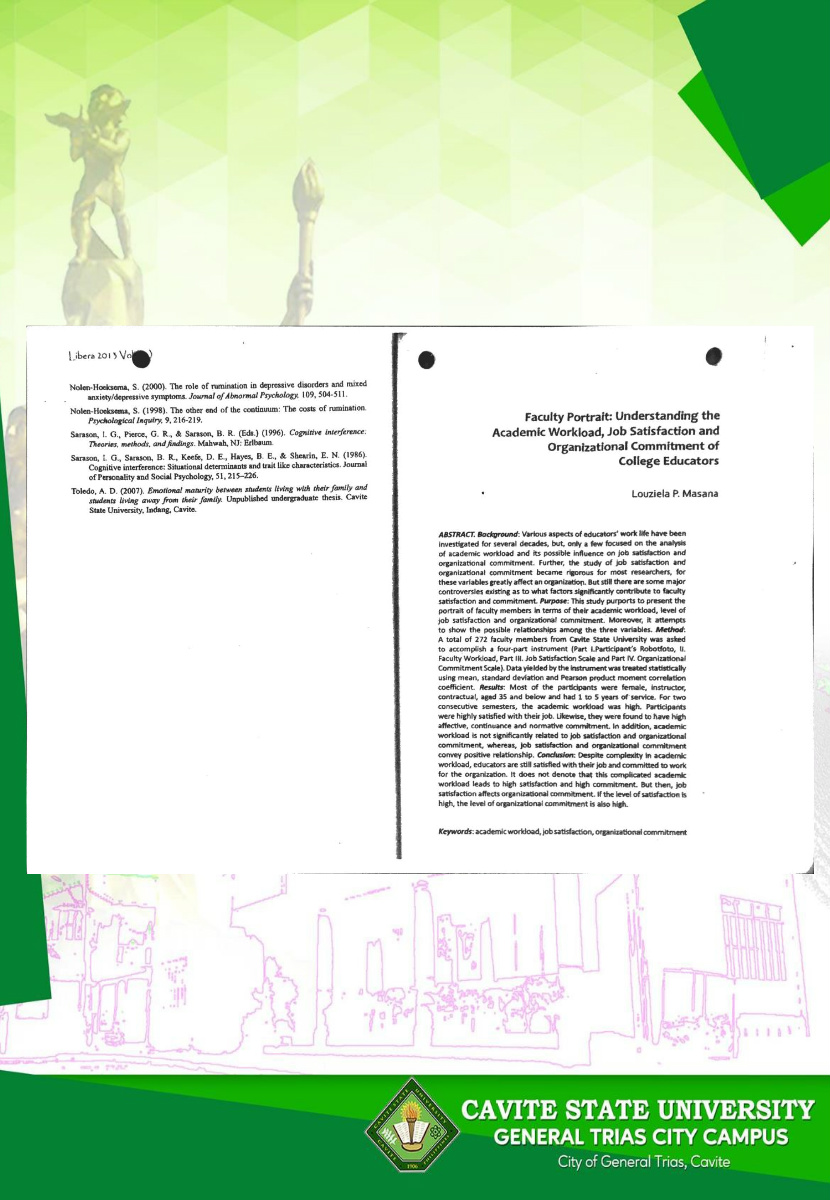 Libera 2013 Vol
Nolen-Hoeksema, S. (2000). The role of rumination in depressive disorders and mixed
anxiety/depressive symptoms. Journal of Abnormal Psychology, 109, 504-511.
Nolen-Hoeksema, S. (1998). The other end of the continuum: The costs of rumination.
Psychological Inquiry, 9, 216-219.
Sarason, I. G., Pierce, G. R., & Sarason, B. R. (Eds.) (1996). Cognitive interference:
Theories, methods, and findings. Mahwah, NJ: Erlbaum.
Sarason, I. G., Sarason, B. R., Keefe, D. E., Hayes, B. E., & Shearin, E. N. (1986).
Cognitive interference: Situational determinants and trait like characteristics. Journal
of Personality and Social Psychology, 51, 215–226.
Toledo, A. D. (2007). Emotional maturity between students living with their family and
students living away from their family. Unpublished undergraduate thesis. Cavite
State University, Indang, Cavite.
Faculty Portrait: Understanding the
Academic Workload, Job Satisfaction and
Organizational Commitment of
College Educators
Louziela P. Masana
ABSTRACT. Background: Various aspects of educators' work life have been
investigated for several decades, but, only a few focused on the analysis
of academic workload and its possible influence on job satisfaction and
organizational commitment. Further, the study of job satisfaction and
organizational commitment became rigorous for most researchers, for
these variables greatly affect an organization. But still there are some major
controversies existing as to what factors significantly contribute to faculty
satisfaction and commitment. Purpose: This study purports to present the
portrait of faculty members in terms of their academic workload, level of
job satisfaction and organizational commitment. Moreover, it attempts
to show the possible relationships among the three variables. Method:
A total of 272 faculty members from Cavite State University was asked
to accomplish a four-part instrument (Part I.Participant's Robotfoto, II.
Faculty Workload, Part III. Job Satisfaction Scale and Part IV. Organizational
Commitment Scale). Data yielded by the instrument was treated statistically
using mean, standard deviation and Pearson product moment correlation
coefficient. Results: Most of the participants were female, instructor,
contractual, aged 35 and below and had 1 to 5 years of service. For two
consecutive semesters, the academic workload was high. Participants
were highly satisfied with their job. Likewise, they were found to have high
affective, continuance and normative commitment. In addition, academic
workload is not significantly related to job satisfaction and organizational
commitment, whereas, job satisfaction and organizational commitment
convey positive relationship. Conclusion: Despite complexity in academic
workload, educators are still satisfied with their job and committed to work
for the organization. It does not denote that this complicated academic
workload leads to high satisfaction and high commitment. But then, job
satisfaction affects organizational commitment. If the level of satisfaction is
high, the level of organizational commitment is also high.
Keywords: academic workload, job satisfaction, organizational commitment
CAVITE STATE UNIVERSITY
GENERAL TRIAS CITY CAMPUS
City of General Trias, Cavite
1906